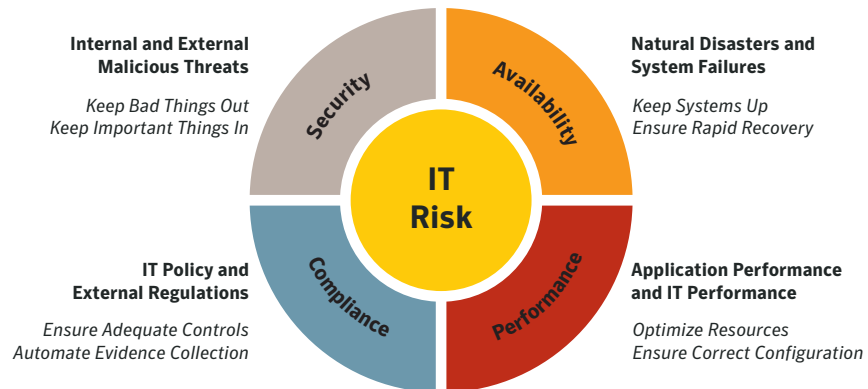 Internal and External
Malicious Threats
Keep Bad Things Out
Keep Important Things In
Security
Availability
Natural Disasters and
System Failures
Keep Systems Up
Ensure Rapid Recovery
IT
Risk
IT Policy and
External Regulations
Ensure Adequate Controls
Automate Evidence Collection
Compliance
Performance
Application Performance
and IT Performance
Optimize Resources
Ensure Correct Configuration